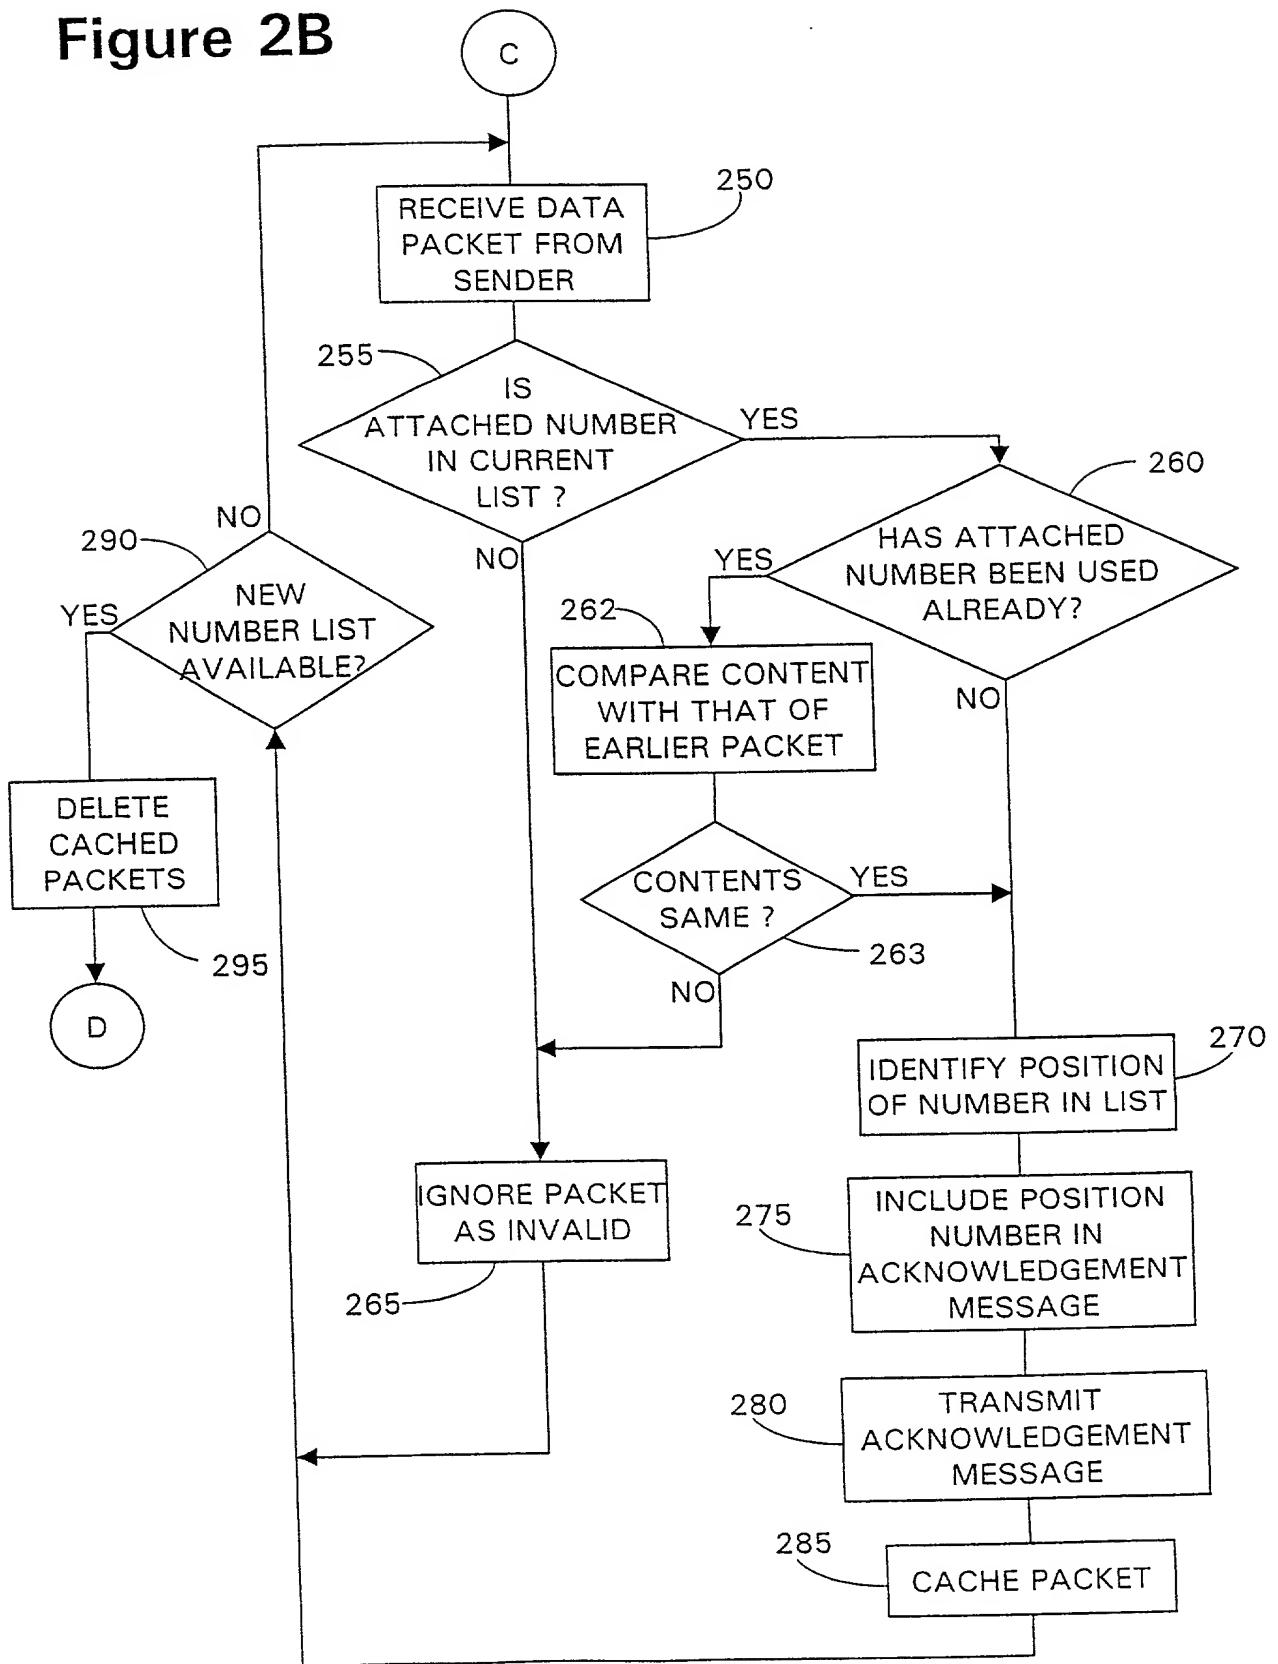 Figure 2B
C
250
RECEIVE DATA
PACKET FROM
SENDER
255
IS
ATTACHED NUMBER
IN CURRENT
LIST ?
YES
NO
260
HAS ATTACHED
NUMBER BEEN USED
ALREADY?
YES
NO
290
NO
YES
NEW
NUMBER LIST
AVAILABLE?
262
COMPARE CONTENT
WITH THAT OF
EARLIER PACKET
DELETE
CACHED
PACKETS
295
D
CONTENTS
SAME ?
YES
263
NO
270
IDENTIFY POSITION
OF NUMBER IN LIST
IGNORE PACKET
AS INVALID
265
275
INCLUDE POSITION
NUMBER IN
ACKNOWLEDGEMENT
MESSAGE
280
TRANSMIT
ACKNOWLEDGEMENT
MESSAGE
285
CACHE PACKET